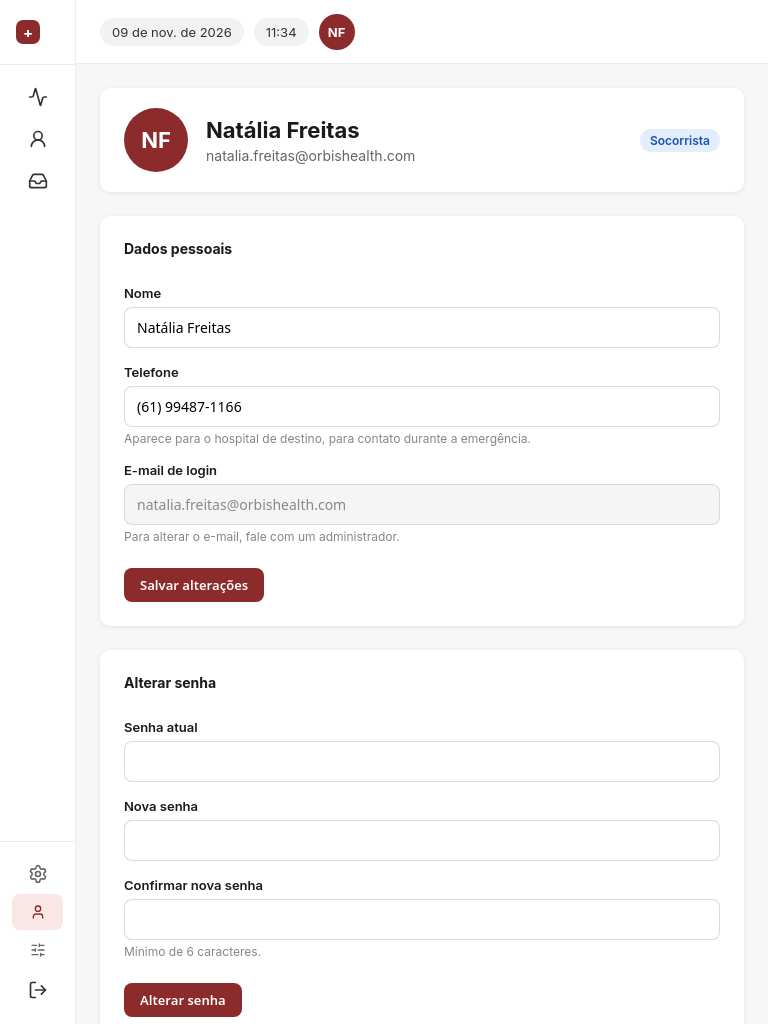 +
09 de nov. de 2026 11:34 NF
NF
Natália Freitas
natalia.freitas@orbishealth.com
Socorrista
Dados pessoais
Nome
Natália Freitas
Telefone
(61) 99487-1166
Aparece para o hospital de destino, para contato durante a emergência.
E-mail de login
natalia.freitas@orbishealth.com
Para alterar o e-mail, fale com um administrador.
Salvar alterações
Alterar senha
Senha atual
Nova senha
Confirmar nova senha
Mínimo de 6 caracteres.
Alterar senha